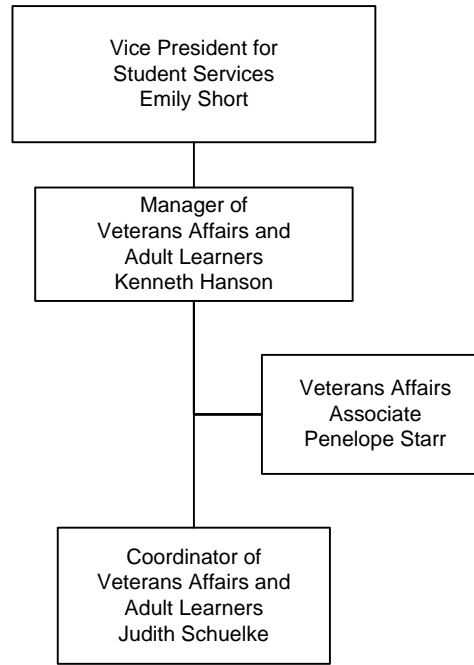 Vice President for
Student Services
Emily Short
Manager of
Veterans Affairs and
Adult Learners
Kenneth Hanson
Veterans Affairs
Associate
Penelope Starr
Coordinator of
Veterans Affairs and
Adult Learners
Judith Schuelke